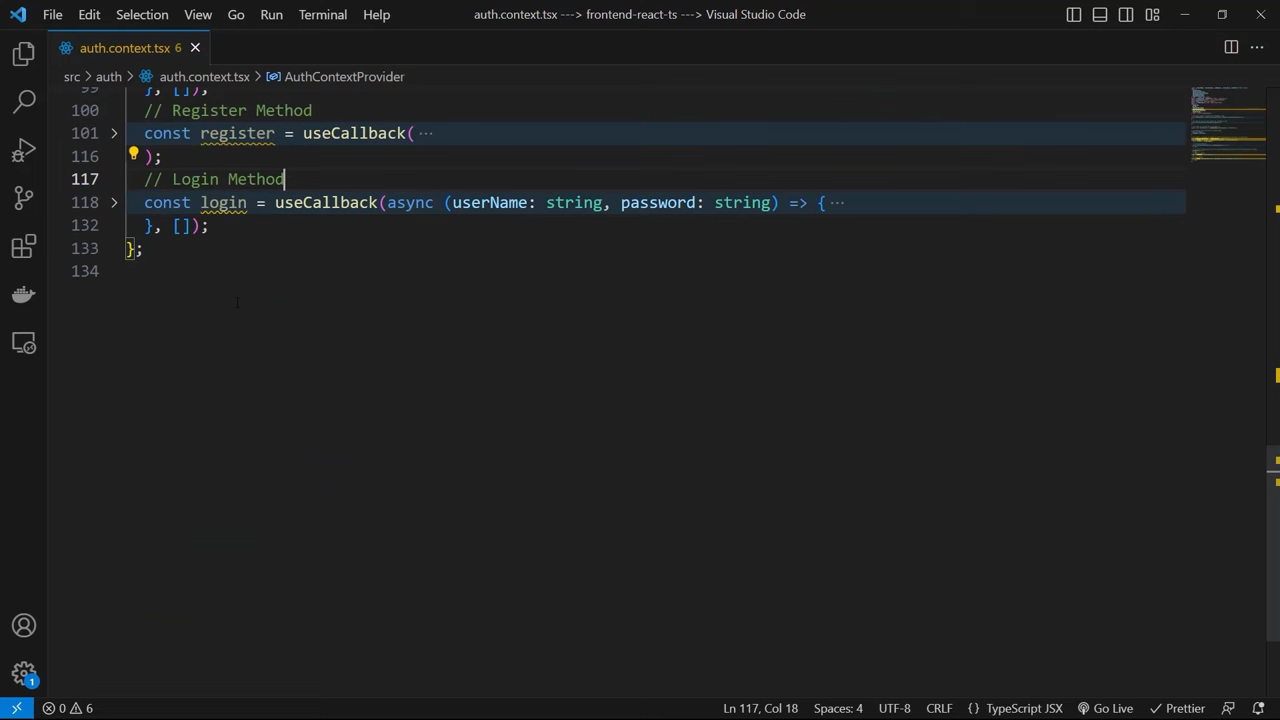 File Edit Selection View Go Run Terminal Help
auth.context.tsx ---> frontend-react-ts ---> Visual Studio Code
auth.context.tsx 6
src > auth > auth.context.tsx > AuthContextProvider
99 }, []);
100 // Register Method
101 const register = useCallback( ···
116 );
117 // Login Method
118 const login = useCallback(async (userName: string, password: string) => { ···
132 }, []);
133 };
134
1
0 6
Ln 117, Col 18 Spaces: 4 UTF-8 CRLF {} TypeScript JSX Go Live Prettier